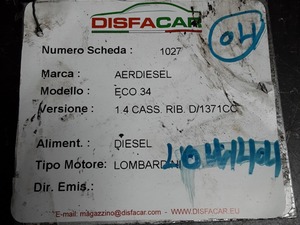 DISFACAR
Numero Scheda : 1027
Marca : AERDIESEL
Modello : ECO 34
Versione : 1.4 CASS. RIB. D/1371CC
Aliment. : DIESEL
Tipo Motore: LOMBARDINI
Dir. Emis.:
E-mail: magazzino@disfacar.com WWW.DISFACAR.EU